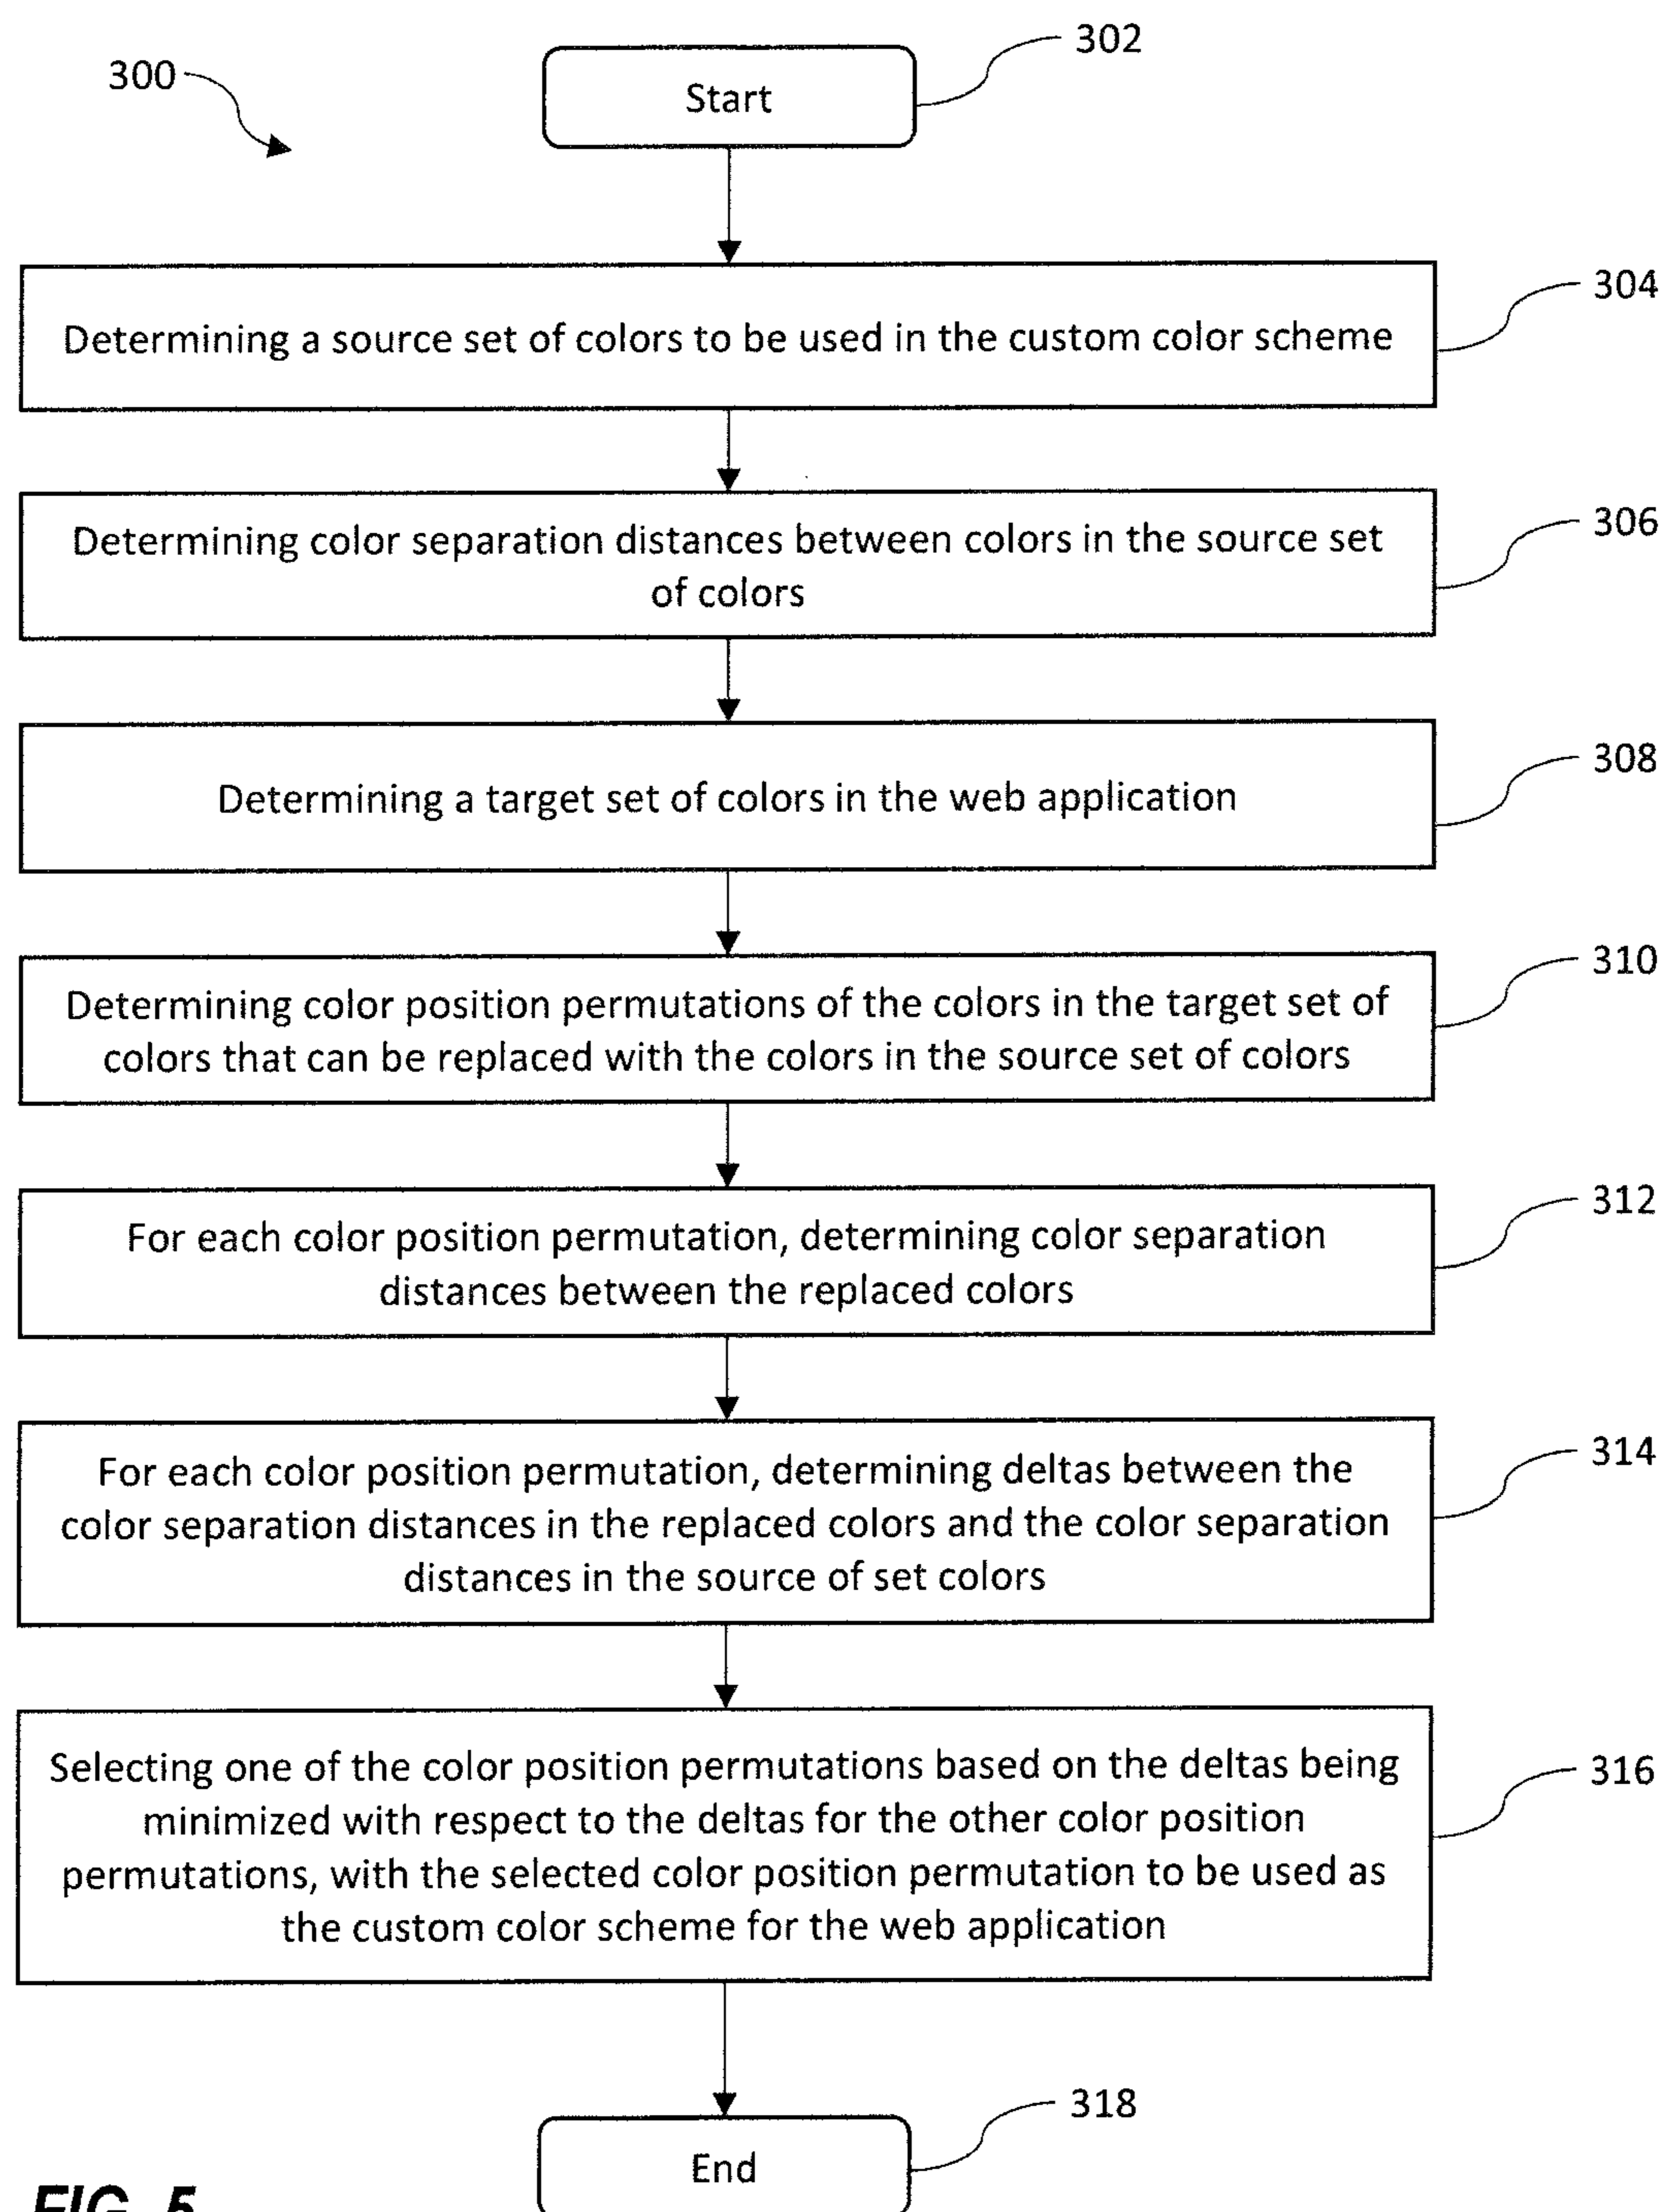 300
Start
302
Determining a source set of colors to be used in the custom color scheme
304
Determining color separation distances between colors in the source set
of colors
306
Determining a target set of colors in the web application
308
Determining color position permutations of the colors in the target set of
colors that can be replaced with the colors in the source set of colors
310
For each color position permutation, determining color separation
distances between the replaced colors
312
For each color position permutation, determining deltas between the
color separation distances in the replaced colors and the color separation
distances in the source of set colors
314
Selecting one of the color position permutations based on the deltas being
minimized with respect to the deltas for the other color position
permutations, with the selected color position permutation to be used as
the custom color scheme for the web application
316
End
318
FIG. 5